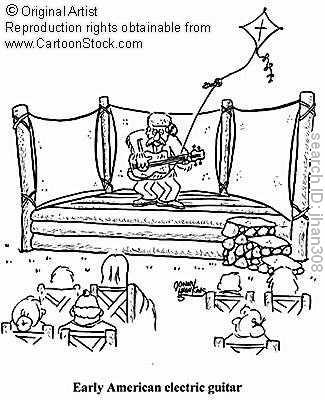 © Original Artist
Reproduction rights obtainable from
www.CartoonStock.com
search ID: jhan308
Early American electric guitar